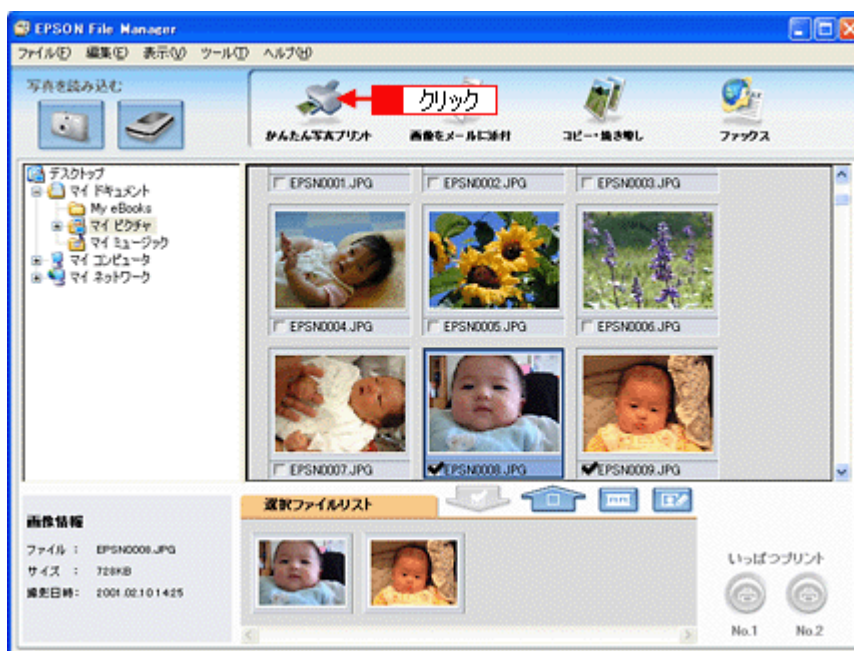 EPSON File Manager
ファイル(F) 編集(E) 表示(V) ツール(T) ヘルプ(H)
写真を読み込む
クリック
かんたん写真プリント 画像をメールに添付 コピー・焼き増し ファックス
デスクトップ
マイ ドキュメント
My eBooks
マイ ピクチャ
マイ ミュージック
マイ コンピュータ
マイ ネットワーク
EPSN0001.JPG EPSN0002.JPG EPSN0003.JPG
EPSN0004.JPG EPSN0005.JPG EPSN0006.JPG
EPSN0007.JPG EPSN0008.JPG EPSN0009.JPG
選択ファイルリスト
画像情報
ファイル : EPSN0008.JPG
サイズ : 728KB
撮影日時: 2001.02.10 14:25
いっぱつプリント
No.1 No.2